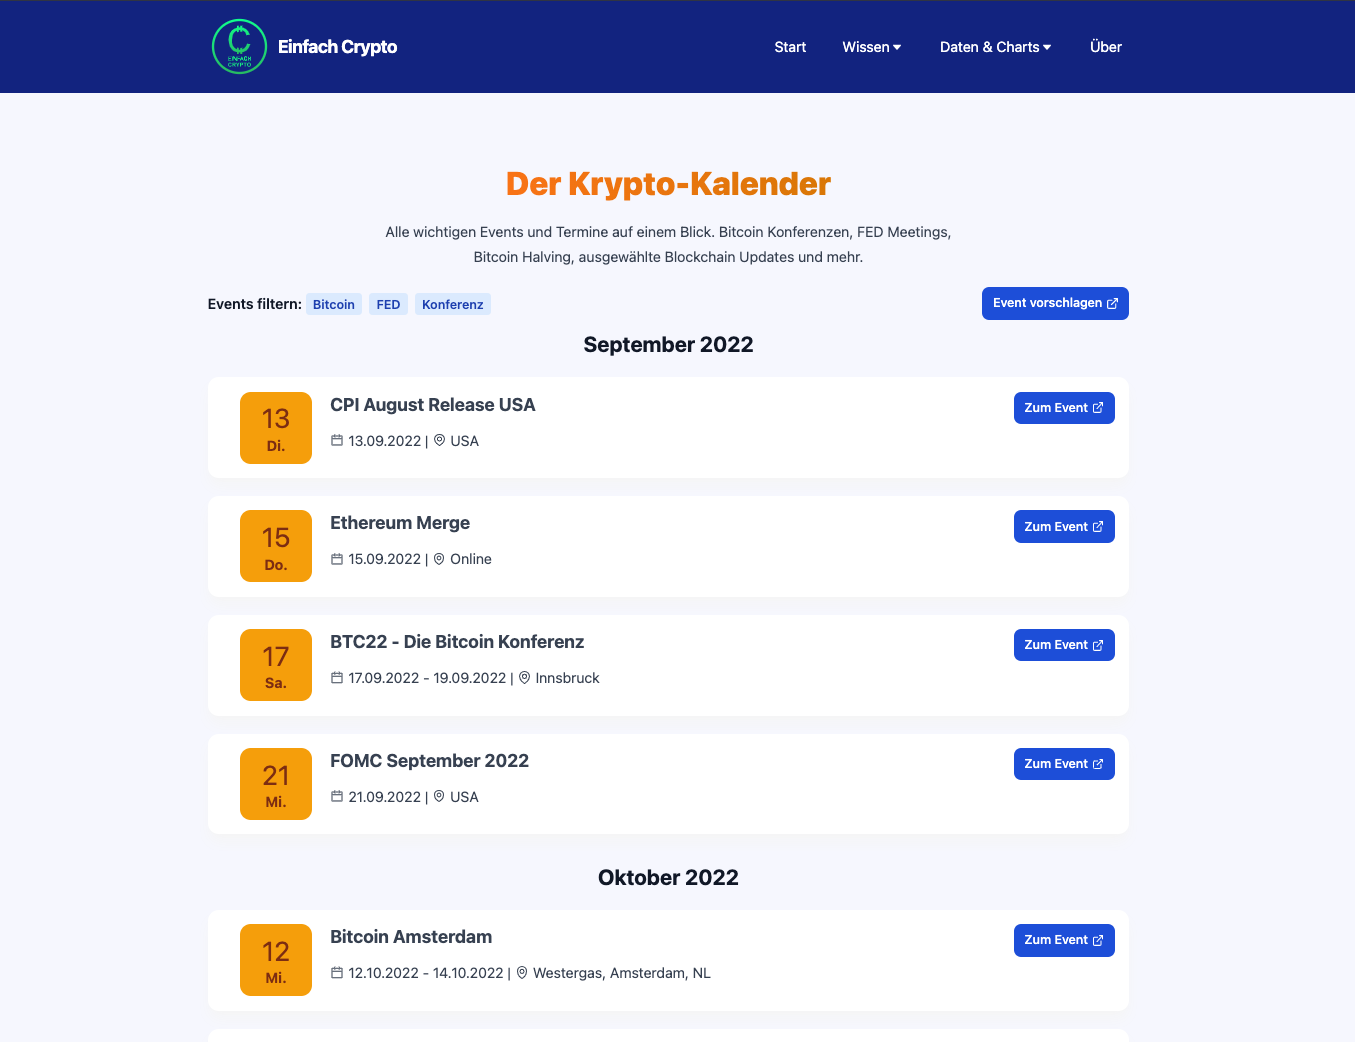 EINFACH
CRYPTO
Einfach Crypto
Start
Wissen
Daten & Charts
Über
Der Krypto-Kalender
Alle wichtigen Events und Termine auf einem Blick. Bitcoin Konferenzen, FED Meetings,
Bitcoin Halving, ausgewählte Blockchain Updates und mehr.
Events filtern: Bitcoin FED Konferenz
Event vorschlagen
September 2022
13
Di.
CPI August Release USA
13.09.2022 | USA
Zum Event
15
Do.
Ethereum Merge
15.09.2022 | Online
Zum Event
17
Sa.
BTC22 - Die Bitcoin Konferenz
17.09.2022 - 19.09.2022 | Innsbruck
Zum Event
21
Mi.
FOMC September 2022
21.09.2022 | USA
Zum Event
Oktober 2022
12
Mi.
Bitcoin Amsterdam
12.10.2022 - 14.10.2022 | Westergas, Amsterdam, NL
Zum Event